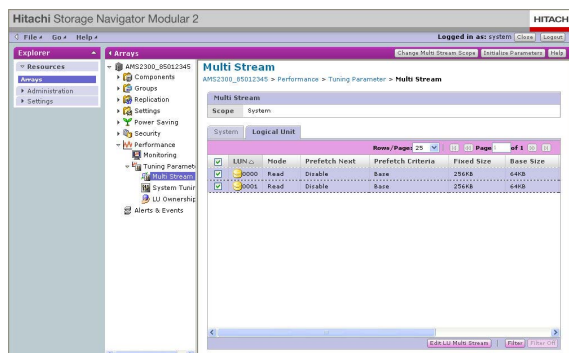 Hitachi Storage Navigator Modular 2
HITACH
File Go Help
Logged in as: system Close Logout
Explorer
Resources
Arrays
Administration
Settings
Arrays
Change Multi Stream Scope Initialize Parameters Help
AMS2300_85012345
Components
Groups
Replication
Settings
Power Saving
Security
Performance
Monitoring
Tuning Paramete
Multi Stream
System Tunin
LU Ownership
Alerts & Events
Multi Stream
AMS2300_85012345 > Performance > Tuning Parameter > Multi Stream
Multi Stream
Scope System
System Logical Unit
Rows/Page: 25 Page of 1
LUN Mode Prefetch Next Prefetch Criteria Fixed Size Base Size
0000 Read Disable Base 256KB 64KB
0001 Read Disable Base 256KB 64KB
Edit LU Multi Stream Filter Filter Off